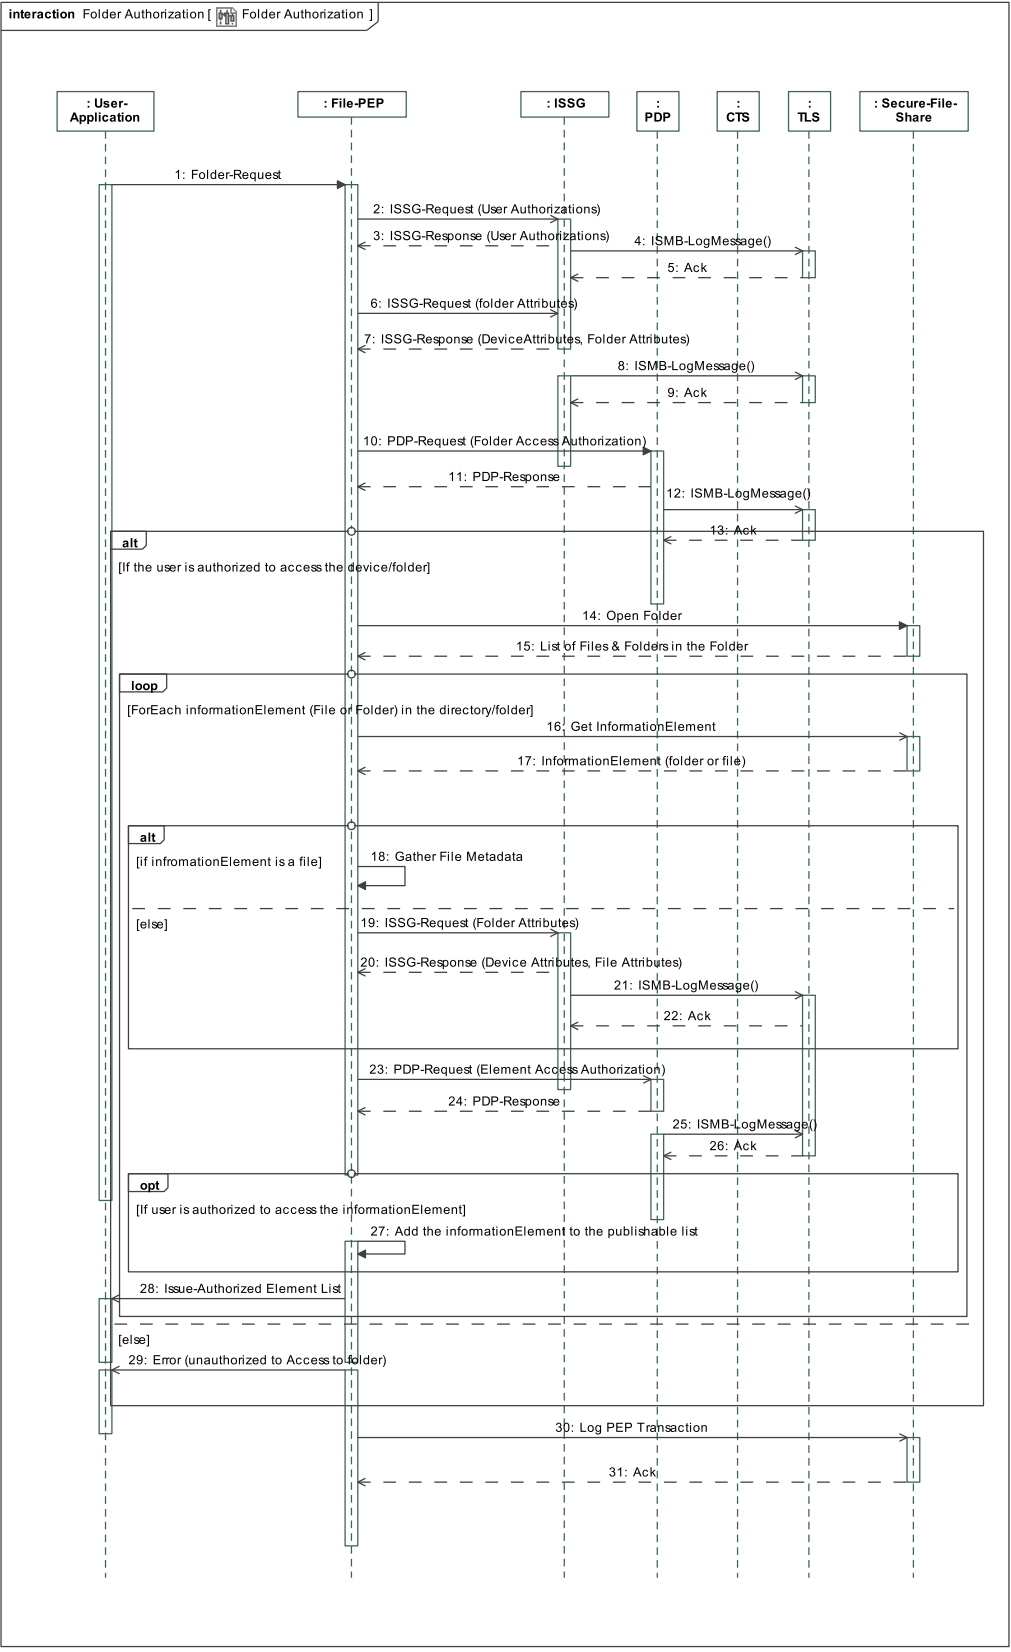 interaction Folder Authorization [ Folder Authorization ]
: User-
Application
: File-PEP
: ISSG
:
PDP
:
CTS
:
TLS
: Secure-File-
Share
1: Folder-Request
2: ISSG-Request (User Authorizations)
3: ISSG-Response (User Authorizations)
4: ISMB-LogMessage()
5: Ack
6: ISSG-Request (folder Attributes)
7: ISSG-Response (DeviceAttributes, Folder Attributes)
8: ISMB-LogMessage()
9: Ack
10: PDP-Request (Folder Access Authorization)
11: PDP-Response
12: ISMB-LogMessage()
13: Ack
alt
[If the user is authorized to access the device/folder]
14: Open Folder
15: List of Files & Folders in the Folder
loop
[ForEach informationElement (File or Folder) in the directory/folder]
16: Get InformationElement
17: InformationElement (folder or file)
alt
[if infromationElement is a file]
18: Gather File Metadata
[else]
19: ISSG-Request (Folder Attributes)
20: ISSG-Response (Device Attributes, File Attributes)
21: ISMB-LogMessage()
22: Ack
23: PDP-Request (Element Access Authorization)
24: PDP-Response
25: ISMB-LogMessage()
26: Ack
opt
[If user is authorized to access the informationElement]
27: Add the informationElement to the publishable list
28: Issue-Authorized Element List
[else]
29: Error (unauthorized to Access to folder)
30: Log PEP Transaction
31: Ack